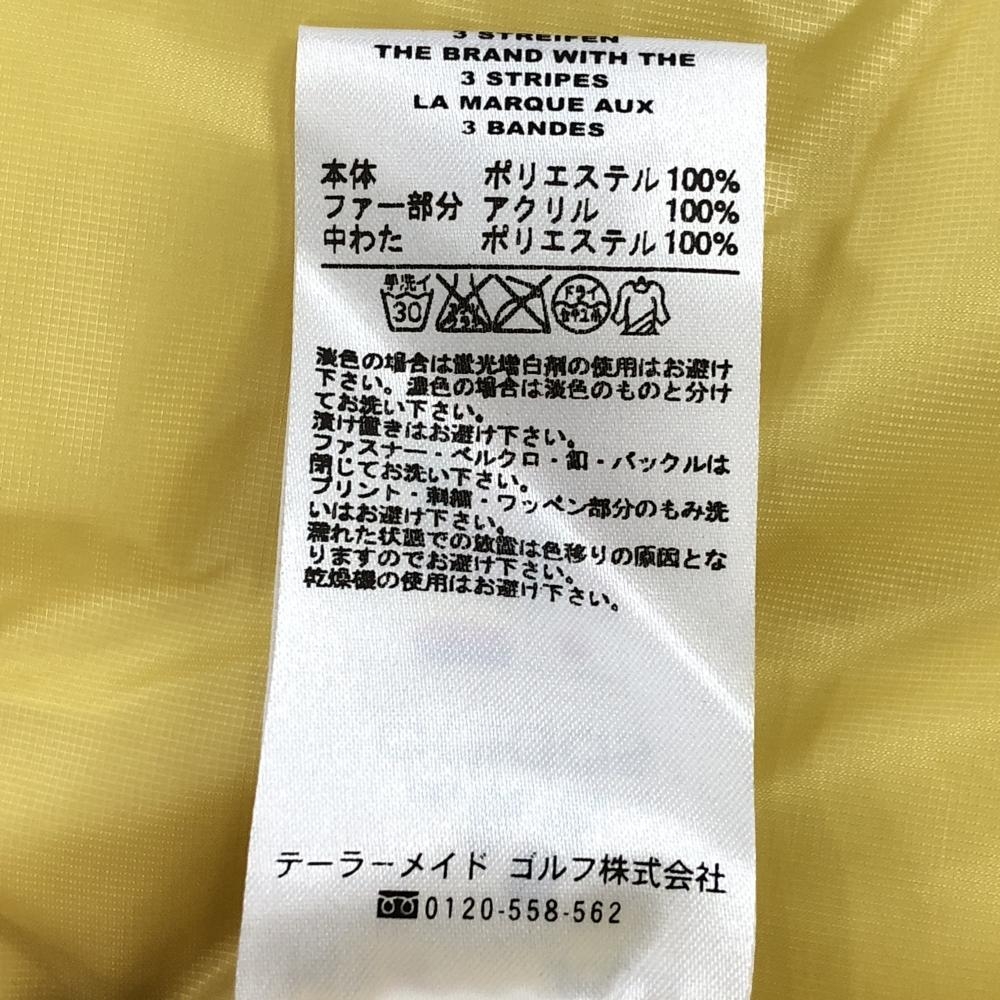 3 STREIFEN
THE BRAND WITH THE
3 STRIPES
LA MARQUE AUX
3 BANDES
本体 ポリエステル 100%
ファー部分 アクリル 100%
中わた ポリエステル 100%
手洗イ 30 ドライ セキユ系
淡色の場合は蛍光増白剤の使用はお避け
下さい。濃色の場合は淡色のものと分け
てお洗い下さい。
漬け置きはお避け下さい。
ファスナー・ベルクロ・釦・バックルは
閉じてお洗い下さい。
プリント・刺繍・ワッペン部分のもみ洗
いはお避け下さい。
濡れた状態での放置は色移りの原因とな
りますのでお避け下さい。
乾燥機の使用はお避け下さい。
テーラーメイド ゴルフ株式会社
0120-558-562